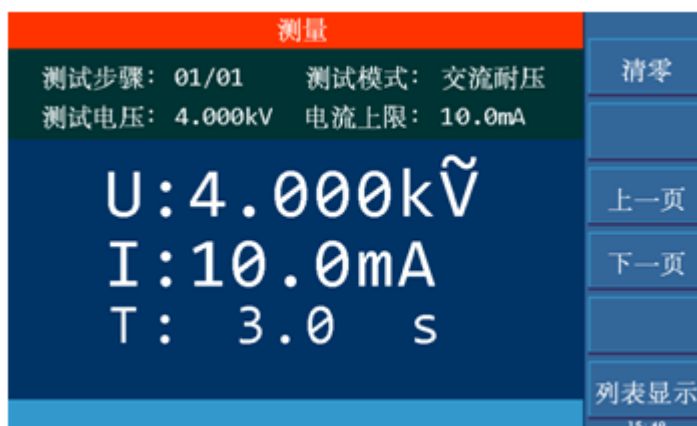 测量
测试步骤: 01/01 测试模式: 交流耐压
测试电压: 4.000kV 电流上限: 10.0mA
U:4.000kṼ
I:10.0mA
T: 3.0 s
清零
上一页
下一页
列表显示